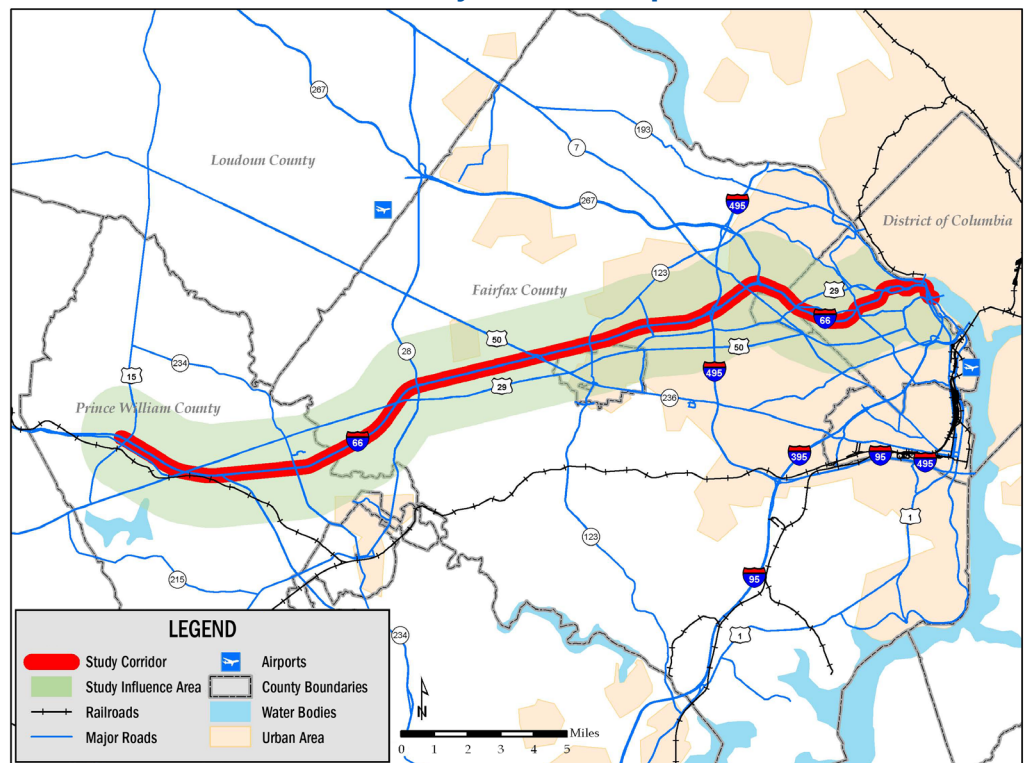 267
193
7
Loudoun County
267
495
District of Columbia
123
Fairfax County
29
66
50
50
28
15
234
29
495
236
Prince William County
66
395
95
495
1
123
215
95
234
1
LEGEND
Study Corridor
Airports
Study Influence Area
County Boundaries
Railroads
Water Bodies
Major Roads
Urban Area
N
Miles
0 1 2 3 4 5